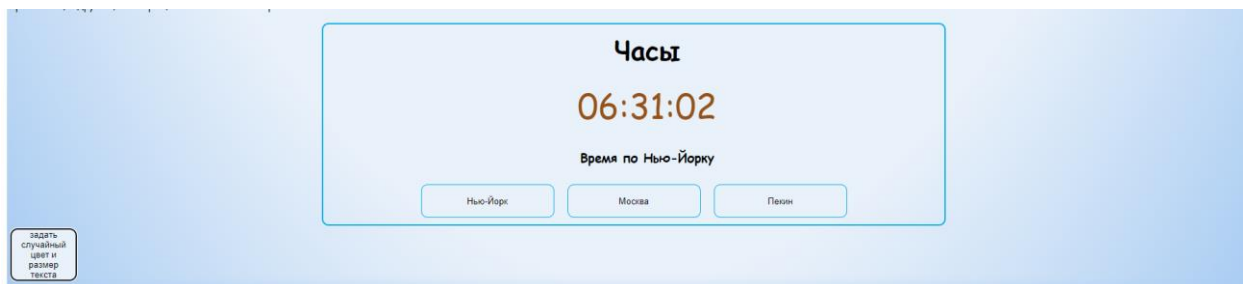 Часы
06:31:02
Время по Нью-Йорку
Нью-Йорк Москва Пекин
задать
случайный
цвет и
размер
текста